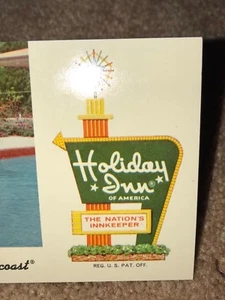 Holiday
Inn®
OF AMERICA
THE NATION'S
INNKEEPER
coast®
REG. U.S. PAT. OFF.